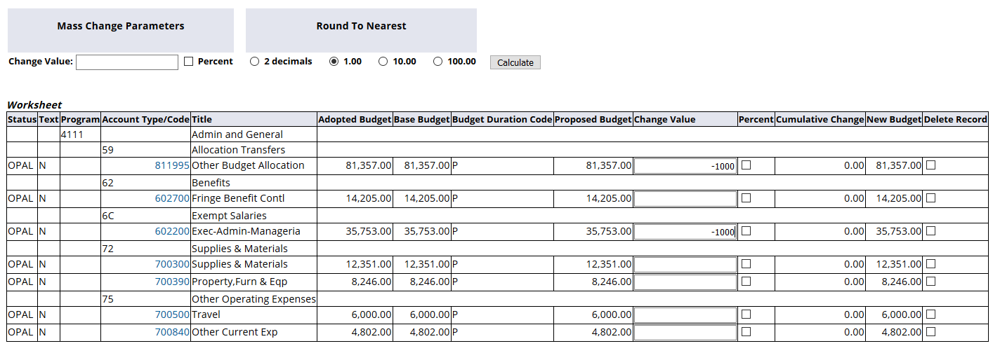 Mass Change Parameters Round To Nearest
Change Value: Percent 2 decimals 1.00 10.00 100.00 Calculate
Worksheet
Status Text Program Account Type/Code Title Adopted Budget Base Budget Budget Duration Code Proposed Budget Change Value Percent Cumulative Change New Budget Delete Record
4111 Admin and General
59 Allocation Transfers
OPAL N 811995 Other Budget Allocation 81,357.00 81,357.00 P 81,357.00 -1000 0.00 81,357.00
62 Benefits
OPAL N 602700 Fringe Benefit Contl 14,205.00 14,205.00 P 14,205.00 0.00 14,205.00
6C Exempt Salaries
OPAL N 602200 Exec-Admin-Manageria 35,753.00 35,753.00 P 35,753.00 -1000 0.00 35,753.00
72 Supplies & Materials
OPAL N 700300 Supplies & Materials 12,351.00 12,351.00 P 12,351.00 0.00 12,351.00
OPAL N 700390 Property,Furn & Eqp 8,246.00 8,246.00 P 8,246.00 0.00 8,246.00
75 Other Operating Expenses
OPAL N 700500 Travel 6,000.00 6,000.00 P 6,000.00 0.00 6,000.00
OPAL N 700840 Other Current Exp 4,802.00 4,802.00 P 4,802.00 0.00 4,802.00